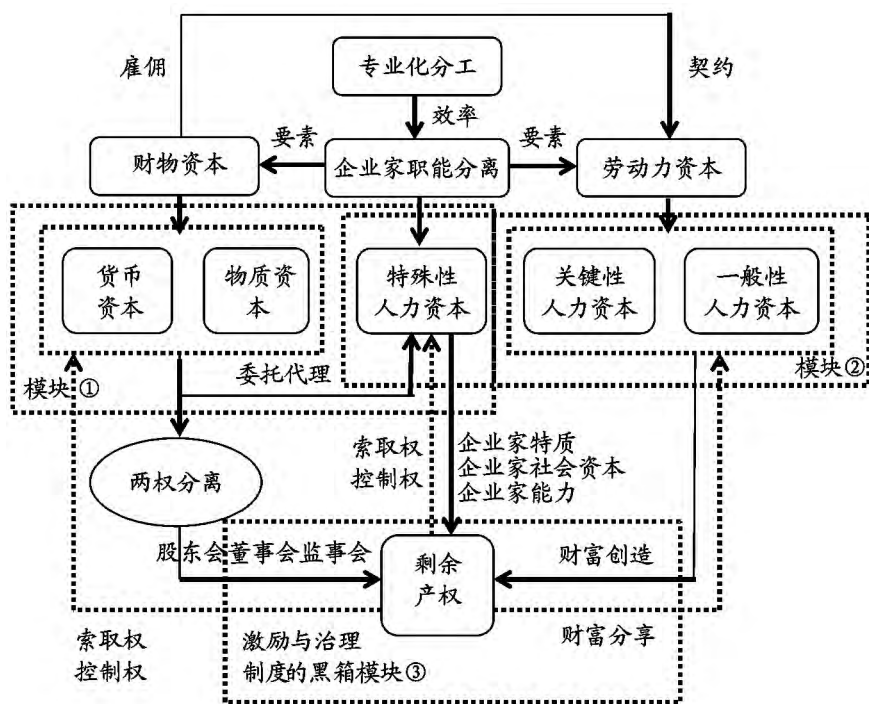 雇佣
专业化分工
契约
效率
要素
要素
财物资本
企业家职能分离
劳动力资本
货币
资本
物质资
本
特殊性
人力资本
关键性
人力资本
一般性
人力资本
模块①
委托代理
模块②
两权分离
索取权
控制权
企业家特质
企业家社会资本
企业家能力
股东会董事会监事会
剩余
产权
财富创造
索取权
控制权
激励与治理
制度的黑箱模块③
财富分享